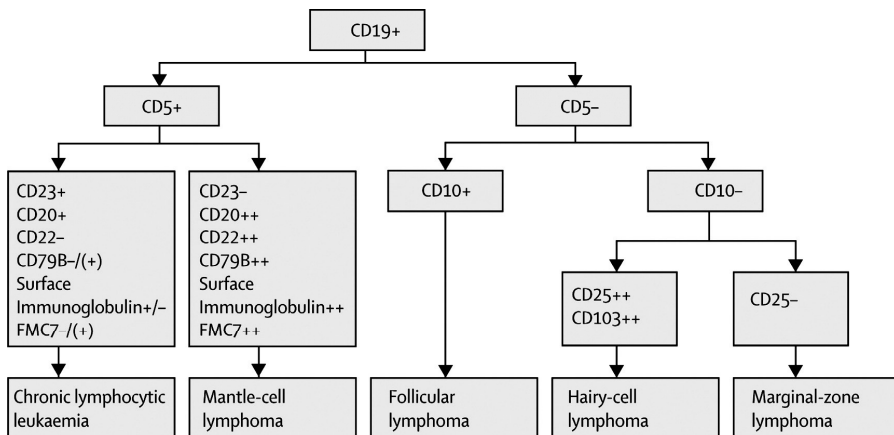 CD19+
CD5+
CD5–
CD23+
CD20+
CD22–
CD79B–/(+)
Surface
Immunoglobulin+/–
FMC7–/(+)
CD23–
CD20++
CD22++
CD79B++
Surface
Immunoglobulin++
FMC7++
CD10+
CD10–
CD25++
CD103++
CD25–
Chronic lymphocytic
leukaemia
Mantle-cell
lymphoma
Follicular
lymphoma
Hairy-cell
lymphoma
Marginal-zone
lymphoma